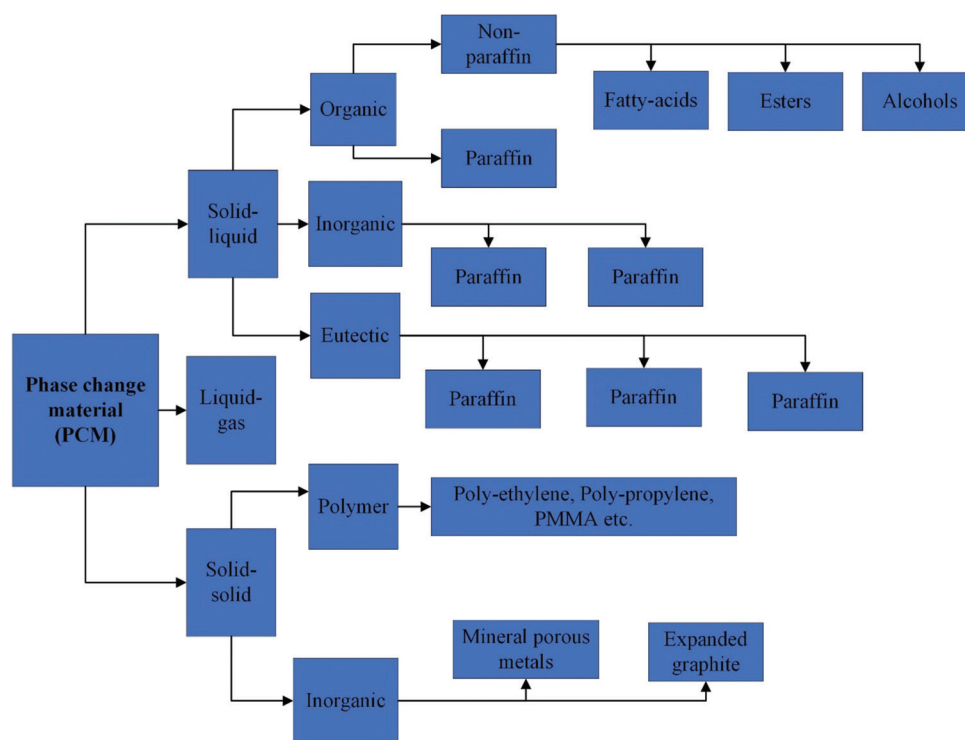 Non-
paraffin
Fatty-acids
Esters
Alcohols
Organic
Paraffin
Solid-
liquid
Inorganic
Paraffin
Paraffin
Eutectic
Paraffin
Paraffin
Paraffin
Phase change
material
(PCM)
Liquid-
gas
Polymer
Poly-ethylene, Poly-propylene,
PMMA etc.
Solid-
solid
Mineral porous
metals
Expanded
graphite
Inorganic